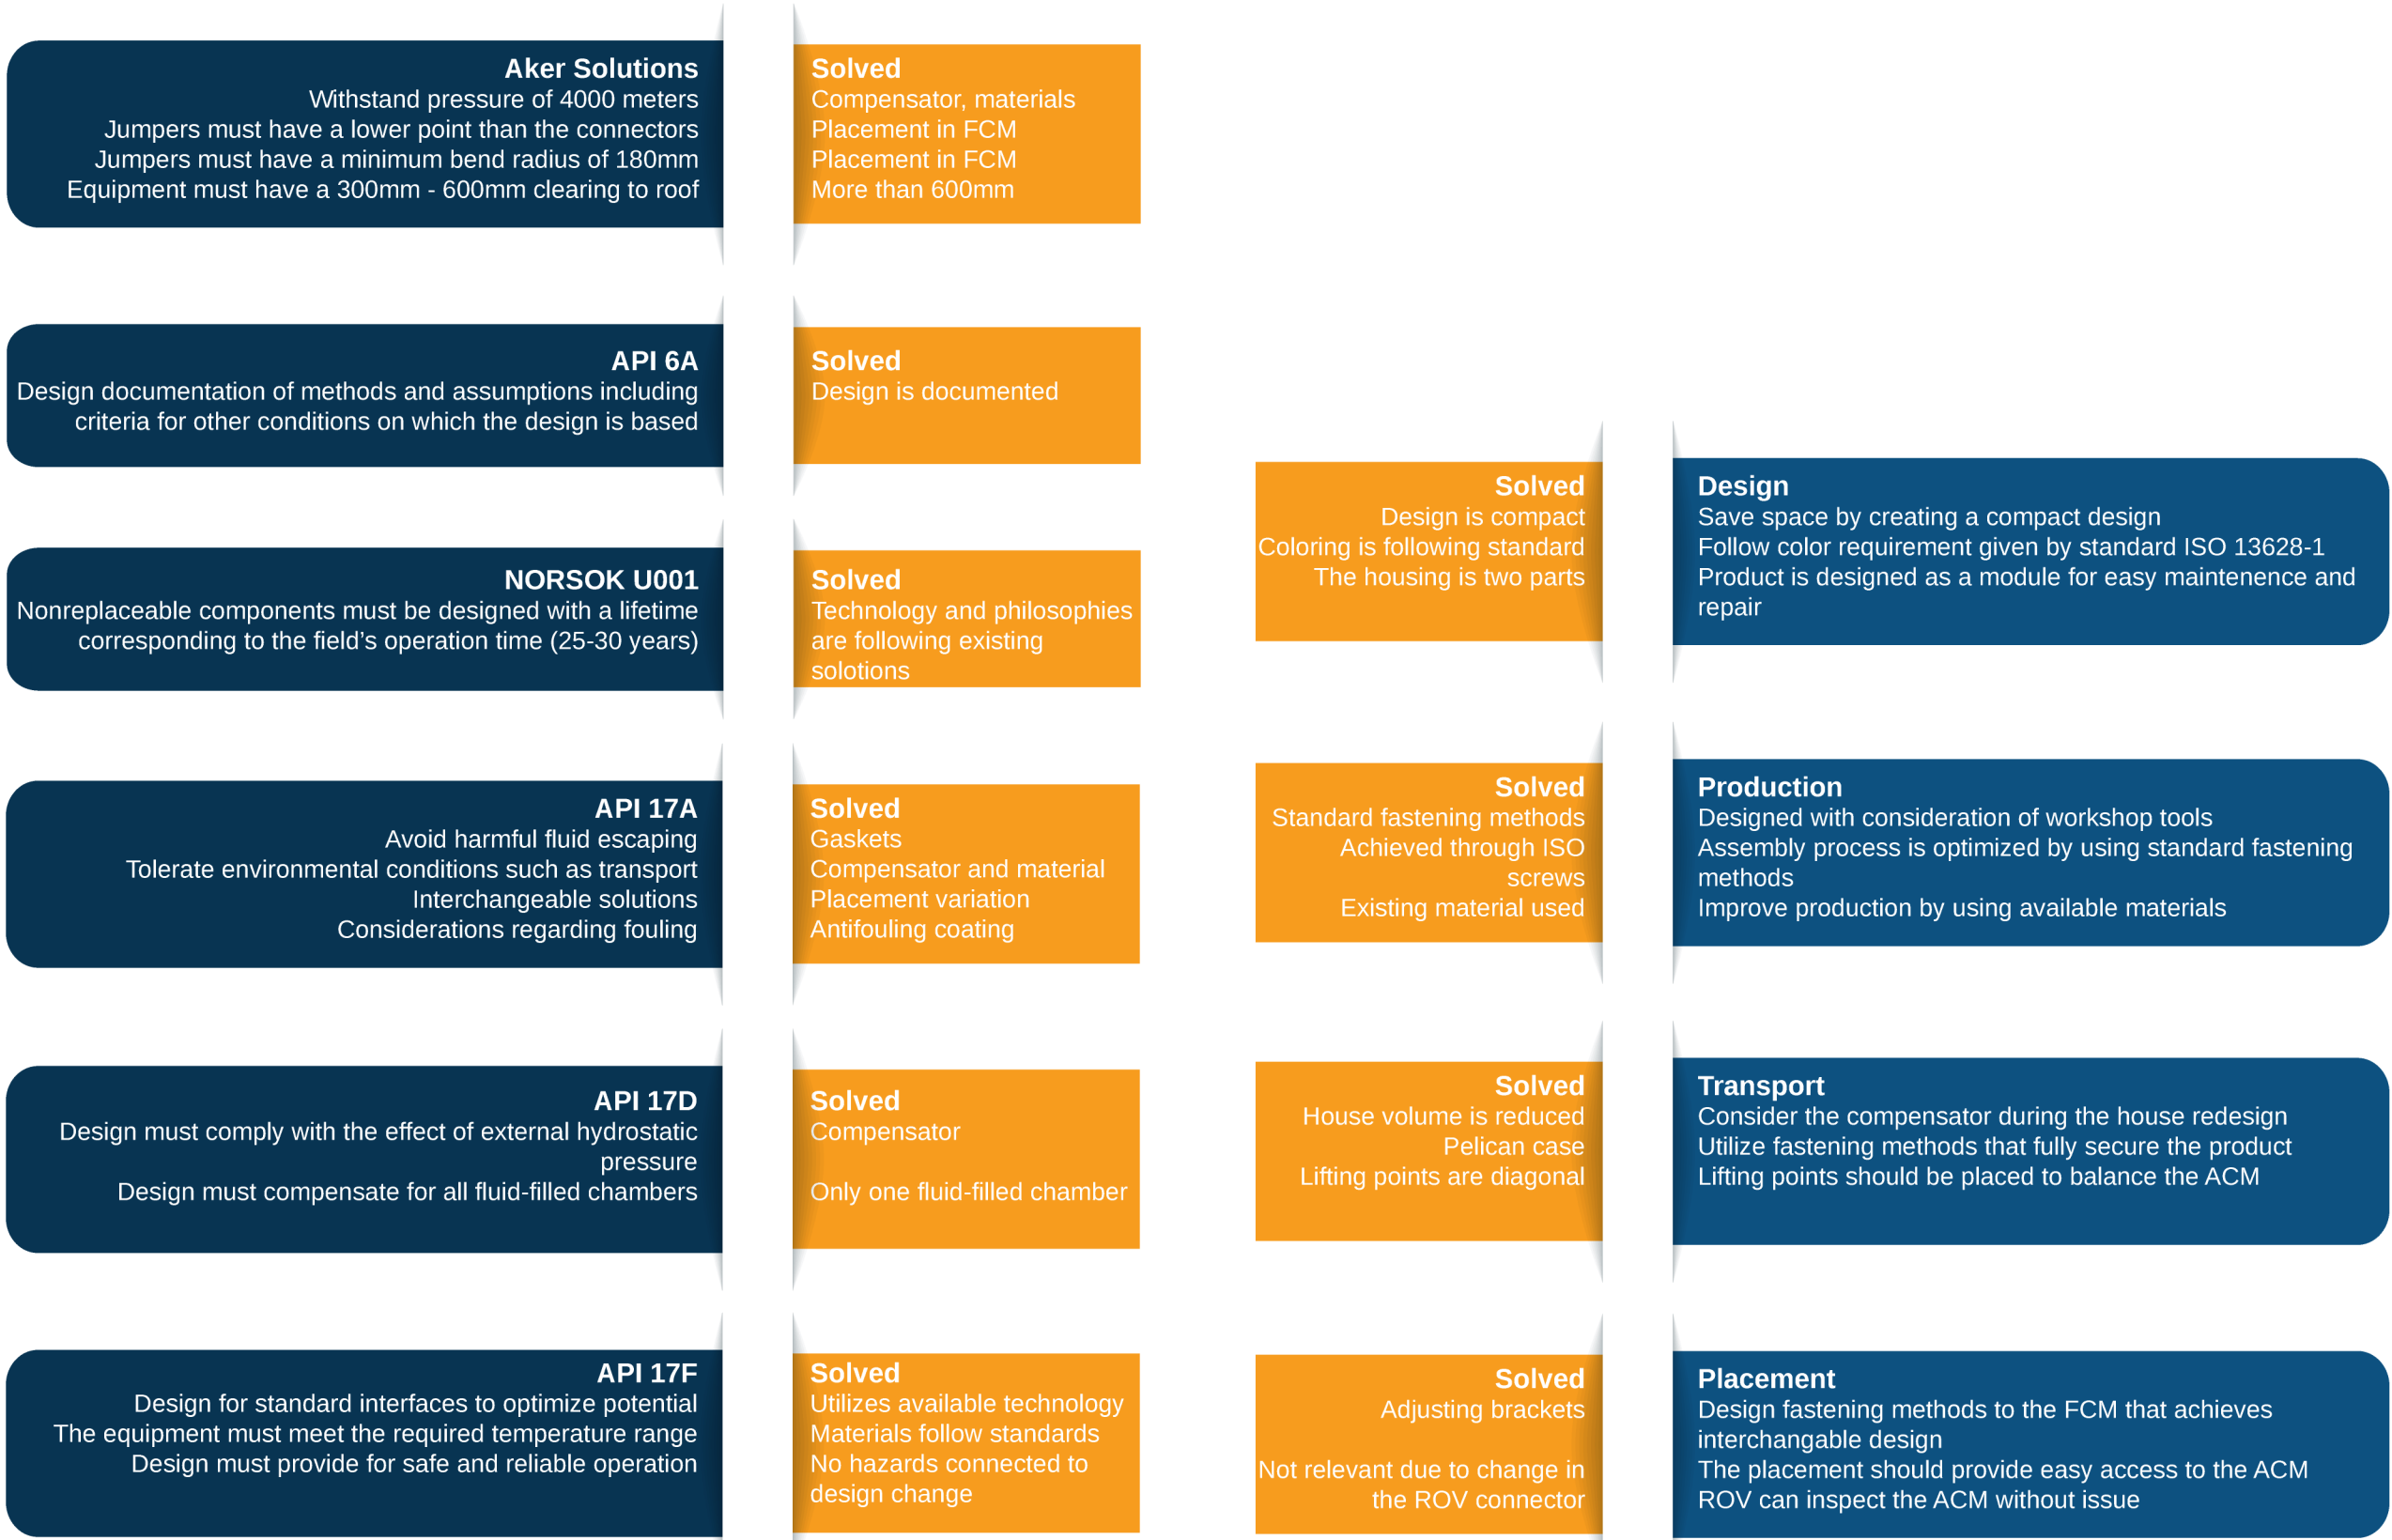 Aker Solutions
Withstand pressure of 4000 meters
Jumpers must have a lower point than the connectors
Jumpers must have a minimum bend radius of 180mm
Equipment must have a 300mm - 600mm clearing to roof
Solved
Compensator, materials
Placement in FCM
Placement in FCM
More than 600mm
API 6A
Design documentation of methods and assumptions including
criteria for other conditions on which the design is based
Solved
Design is documented
NORSOK U001
Nonreplaceable components must be designed with a lifetime
corresponding to the field’s operation time (25-30 years)
Solved
Technology and philosophies
are following existing
solotions
API 17A
Avoid harmful fluid escaping
Tolerate environmental conditions such as transport
Interchangeable solutions
Considerations regarding fouling
Solved
Gaskets
Compensator and material
Placement variation
Antifouling coating
API 17D
Design must comply with the effect of external hydrostatic
pressure
Design must compensate for all fluid-filled chambers
Solved
Compensator
Only one fluid-filled chamber
API 17F
Design for standard interfaces to optimize potential
The equipment must meet the required temperature range
Design must provide for safe and reliable operation
Solved
Utilizes available technology
Materials follow standards
No hazards connected to
design change
Solved
Design is compact
Coloring is following standard
The housing is two parts
Design
Save space by creating a compact design
Follow color requirement given by standard ISO 13628-1
Product is designed as a module for easy maintenence and
repair
Solved
Standard fastening methods
Achieved through ISO
screws
Existing material used
Production
Designed with consideration of workshop tools
Assembly process is optimized by using standard fastening
methods
Improve production by using available materials
Solved
House volume is reduced
Pelican case
Lifting points are diagonal
Transport
Consider the compensator during the house redesign
Utilize fastening methods that fully secure the product
Lifting points should be placed to balance the ACM
Solved
Adjusting brackets
Not relevant due to change in
the ROV connector
Placement
Design fastening methods to the FCM that achieves
interchangable design
The placement should provide easy access to the ACM
ROV can inspect the ACM without issue